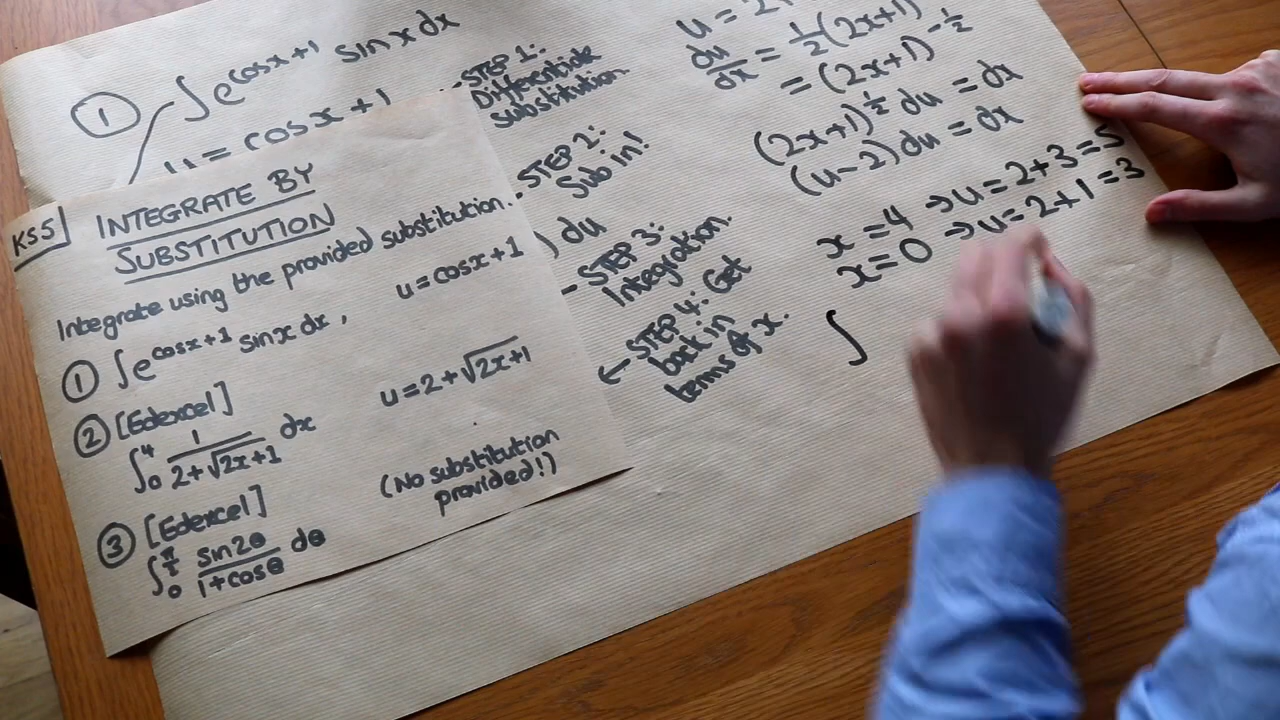 ① ∫e^(cosx+1) sinx dx
u = cosx + 1
STEP 1:
Differentiate
substitution.
STEP 2:
Sub in!
) du
- STEP 3:
Integration.
← STEP 4: Get
back in
terms of x.
KS5
INTEGRATE BY
SUBSTITUTION
Integrate using the provided substitution.
① ∫e^(cosx+1) sinx dx, u = cosx+1
② [Edexcel]
∫₀⁴ 1/(2+√(2x+1)) dx u = 2+√(2x+1)
③ [Edexcel] (No substitution
provided!)
∫₀^(π/2) sin2θ/(1+cosθ) dθ
u = 2
du/dx = 1/2(2x+1)^(-1/2)
= (2x+1)^(-1/2)
(2x+1)^(1/2) du = dx
(u-2) du = dx
x = 4 → u = 2+3 = 5
x = 0 → u = 2+1 = 3
∫